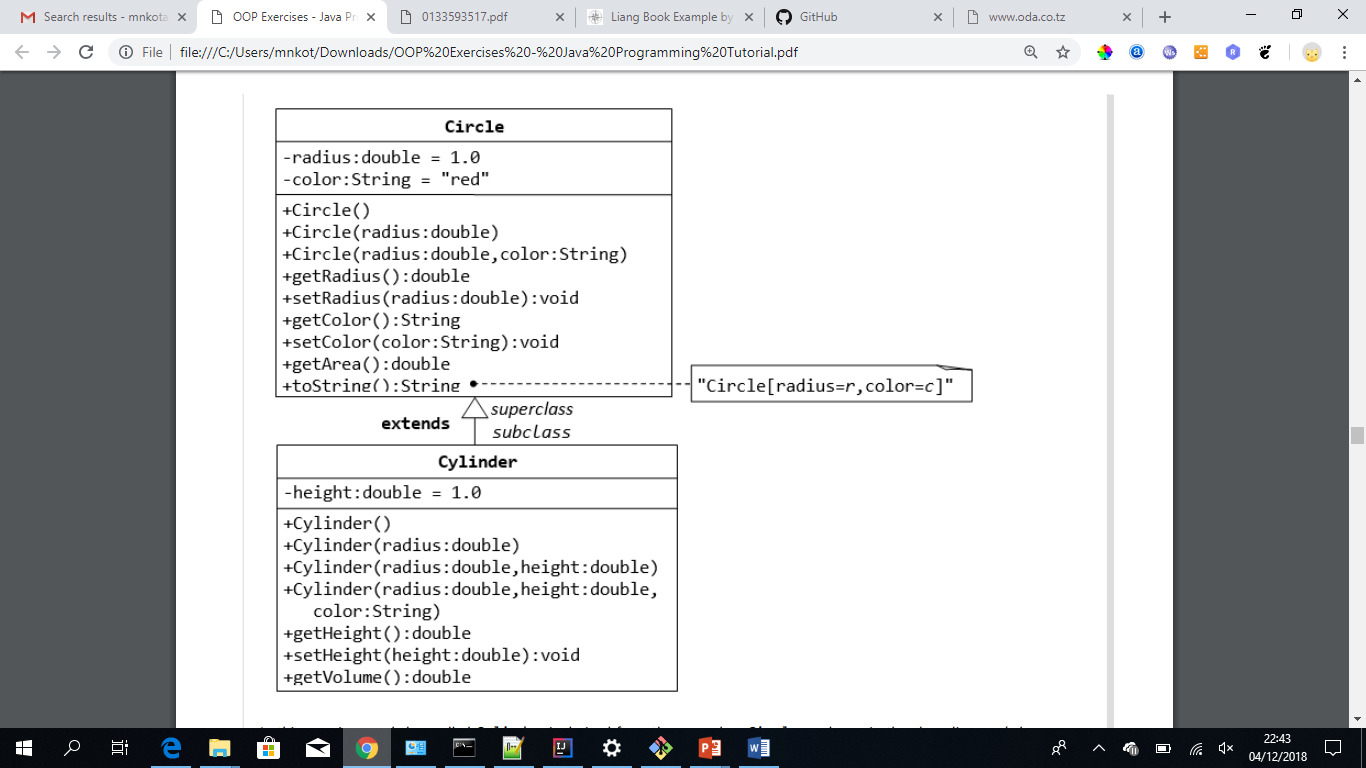 Search results - mnkota
OOP Exercises - Java Pr
0133593517.pdf
Liang Book Example by
GitHub
www.oda.co.tz
File
file:///C:/Users/mnkot/Downloads/OOP%20Exercises%20-%20Java%20Programming%20Tutorial.pdf
Circle
-radius:double = 1.0
-color:String = "red"
+Circle()
+Circle(radius:double)
+Circle(radius:double,color:String)
+getRadius():double
+setRadius(radius:double):void
+getColor():String
+setColor(color:String):void
+getArea():double
+toString():String
"Circle[radius=r,color=c]"
superclass
extends
subclass
Cylinder
-height:double = 1.0
+Cylinder()
+Cylinder(radius:double)
+Cylinder(radius:double,height:double)
+Cylinder(radius:double,height:double,
color:String)
+getHeight():double
+setHeight(height:double):void
+getVolume():double
22:43
04/12/2018